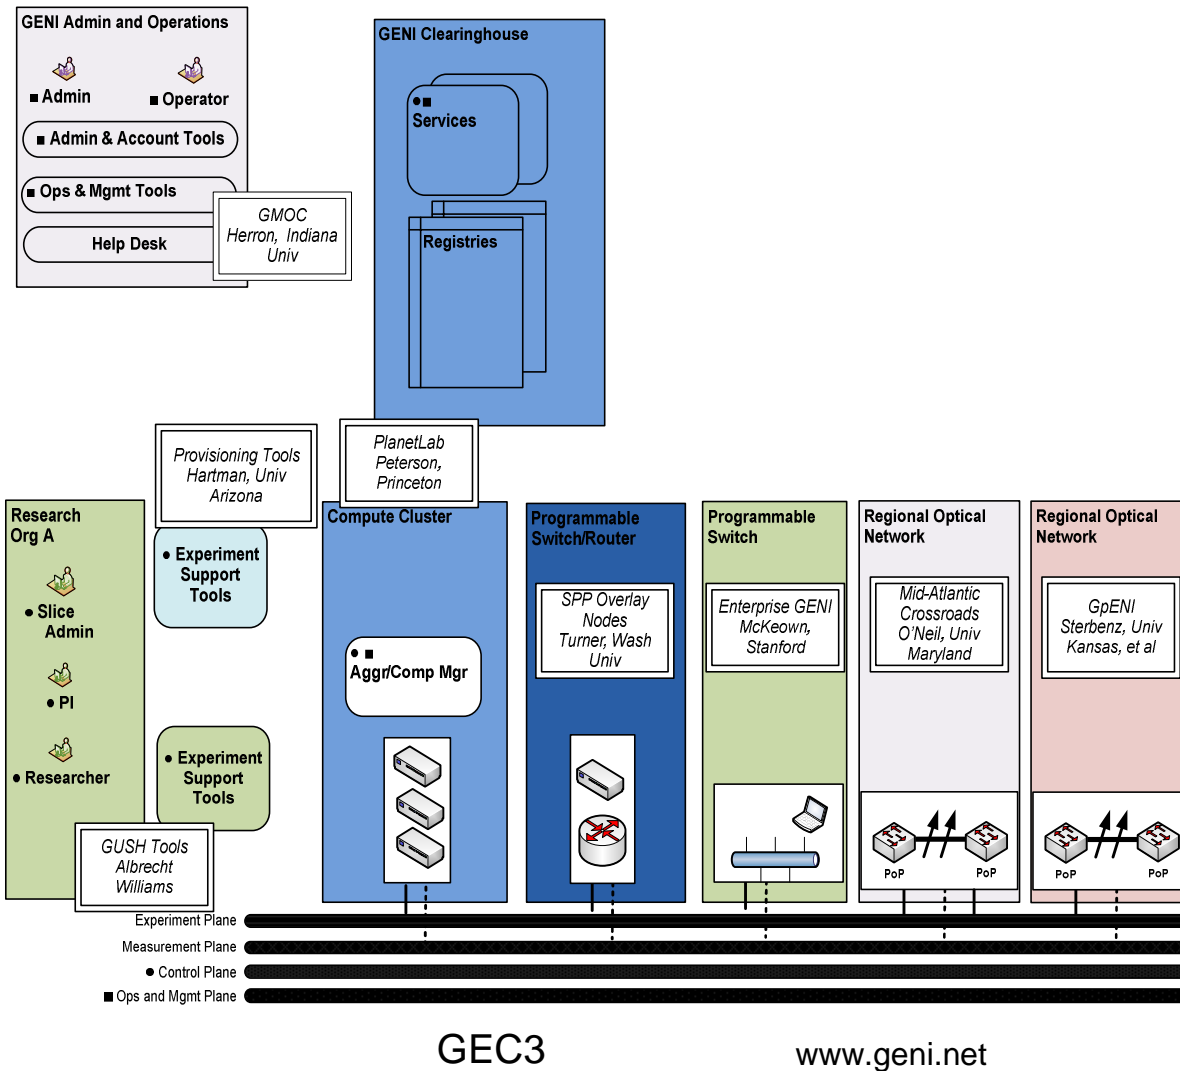 GENI Admin and Operations
Admin
Operator
Admin & Account Tools
Ops & Mgmt Tools
Help Desk
GMOC
Herron, Indiana
Univ
GENI Clearinghouse
Services
Registries
Provisioning Tools
Hartman, Univ
Arizona
PlanetLab
Peterson,
Princeton
Research
Org A
Slice
Admin
PI
Researcher
Experiment
Support
Tools
Experiment
Support
Tools
GUSH Tools
Albrecht
Williams
Compute Cluster
Aggr/Comp Mgr
Programmable
Switch/Router
SPP Overlay
Nodes
Turner, Wash
Univ
Programmable
Switch
Enterprise GENI
McKeown,
Stanford
Regional Optical
Network
Mid-Atlantic
Crossroads
O'Neil, Univ
Maryland
PoP
PoP
Regional Optical
Network
GpENI
Sterbenz, Univ
Kansas, et al
PoP
PoP
Experiment Plane
Measurement Plane
Control Plane
Ops and Mgmt Plane
GEC3
www.geni.net